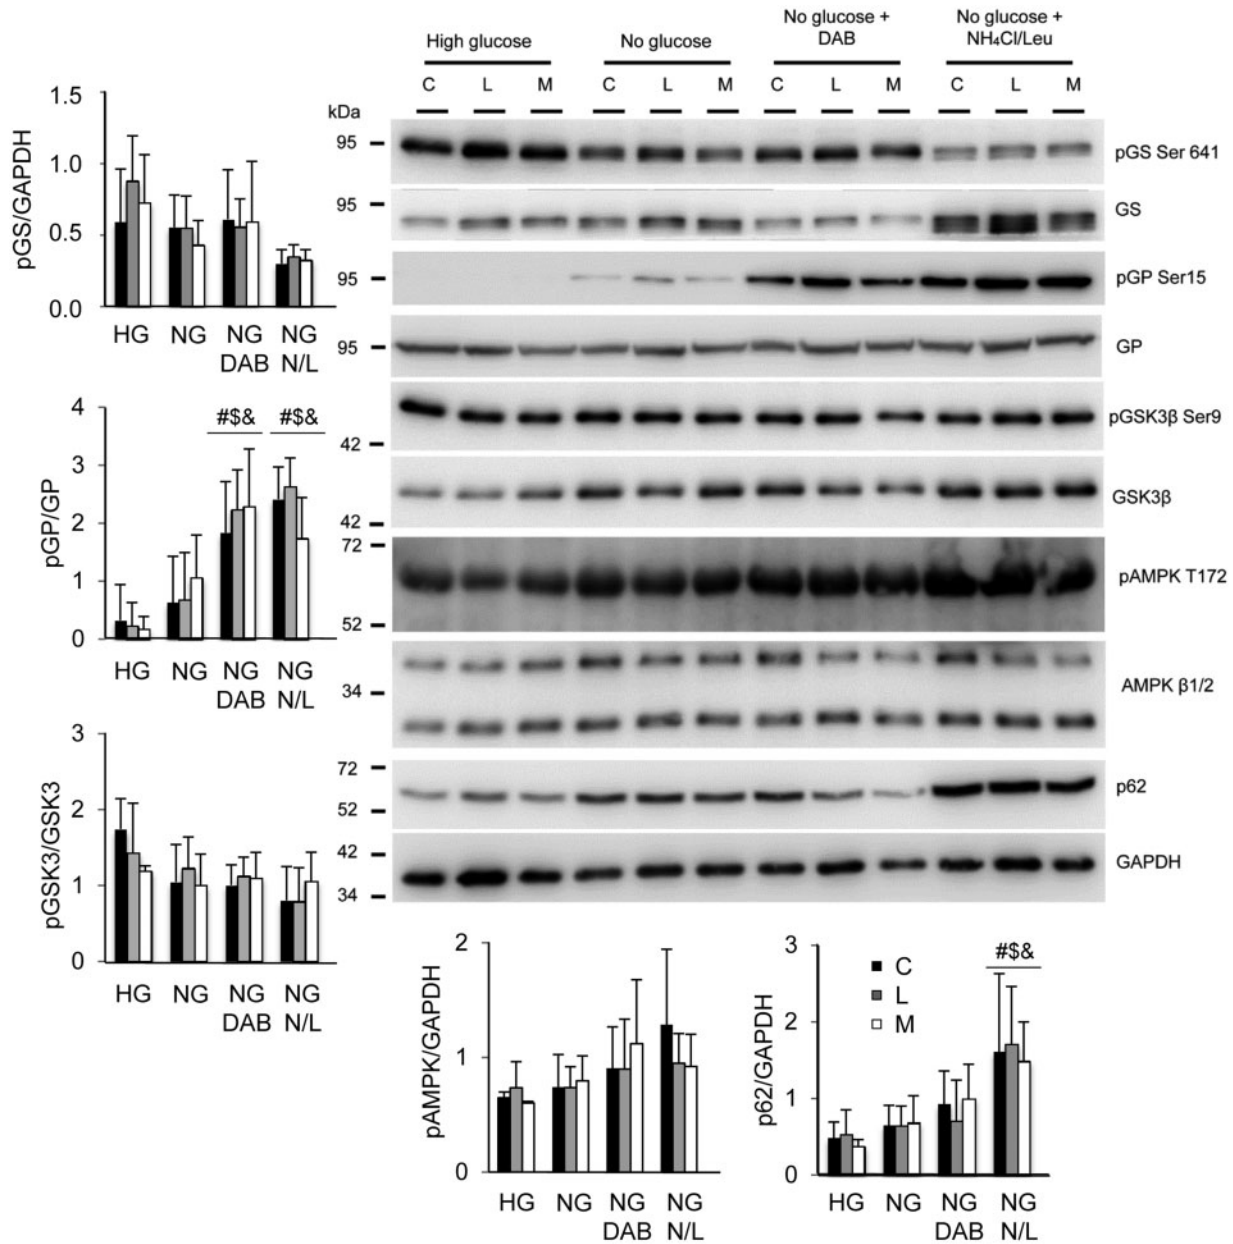 High glucose
No glucose
No glucose +
DAB
No glucose +
NH₄Cl/Leu
C L M C L M C L M C L M
kDa
95
pGS Ser 641
95
GS
95
pGP Ser15
95
GP
42
pGSK3β Ser9
42
GSK3β
72
52
pAMPK T172
34
AMPK β1/2
72
52
p62
42
34
GAPDH
pGS/GAPDH
1.5
1.0
0.5
0.0
HG NG NG NG
DAB N/L
pGP/GP
4
3
2
1
0
#$& #$&
HG NG NG NG
DAB N/L
pGSK3/GSK3
3
2
1
0
HG NG NG NG
DAB N/L
pAMPK/GAPDH
2
1
0
HG NG NG NG
DAB N/L
p62/GAPDH
3
2
1
0
C
L
M
#$&
HG NG NG NG
DAB N/L